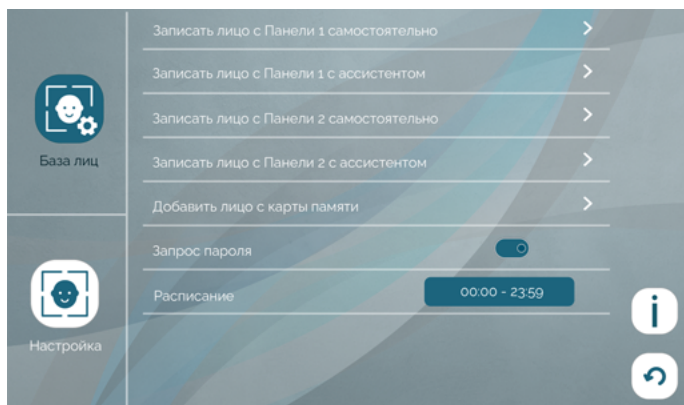 Записать лицо с Панели 1 самостоятельно
Записать лицо с Панели 1 с ассистентом
Записать лицо с Панели 2 самостоятельно
Записать лицо с Панели 2 с ассистентом
Добавить лицо с карты памяти
Запрос пароля
Расписание
00:00 - 23:59
База лиц
Настройка
i